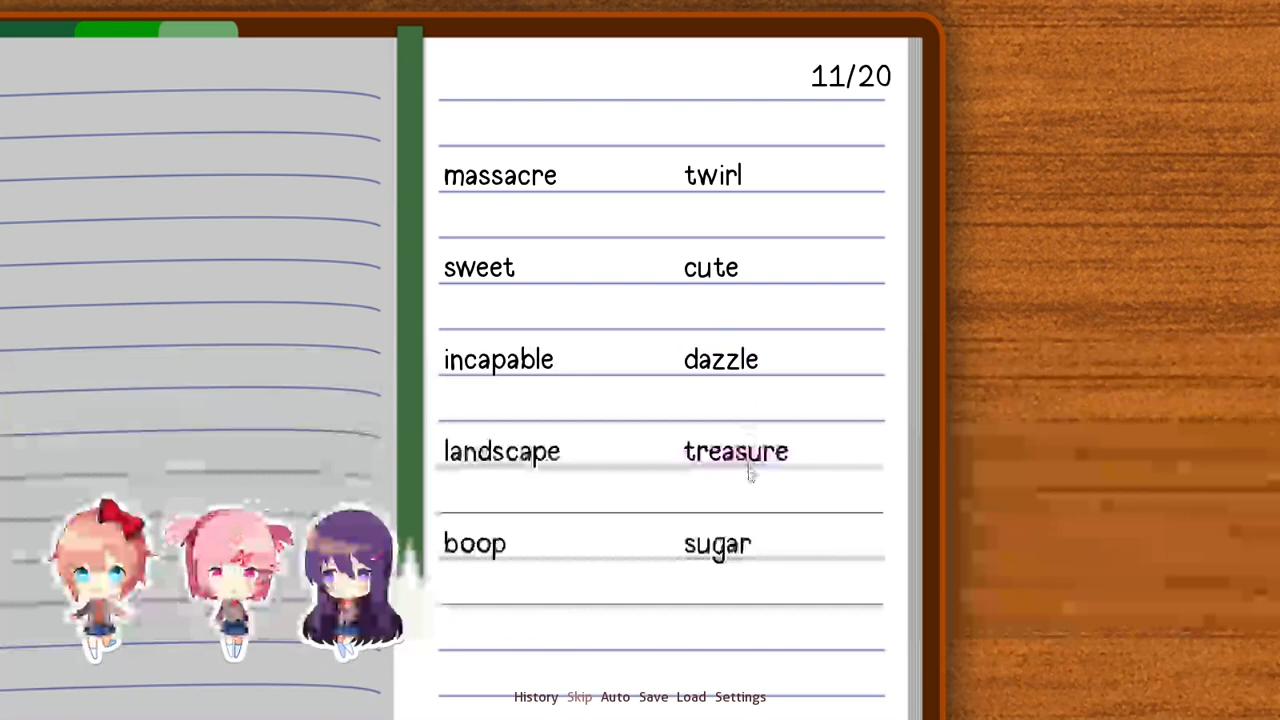 11/20
massacre twirl
sweet cute
incapable dazzle
landscape treasure
boop sugar
History Skip Auto Save Load Settings